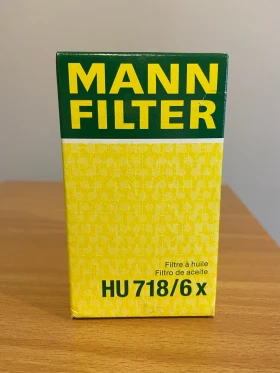 MANN
FILTER
Filtre à huile
Filtro de aceite
HU 718/6 x